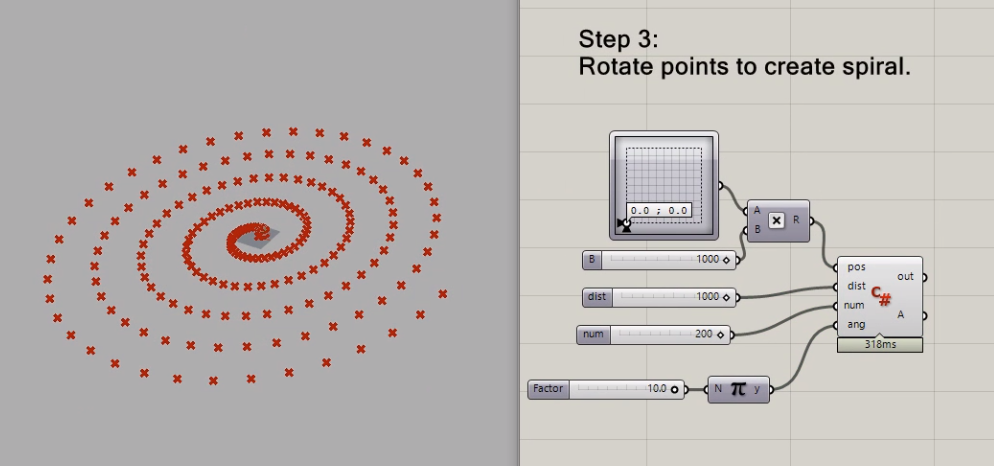 Step 3:
Rotate points to create spiral.
0.0 ; 0.0
A
B
R
B 1000
dist 1000
num 200
Factor 10.0
N π y
pos
dist
num
ang
C#
out
A
318ms